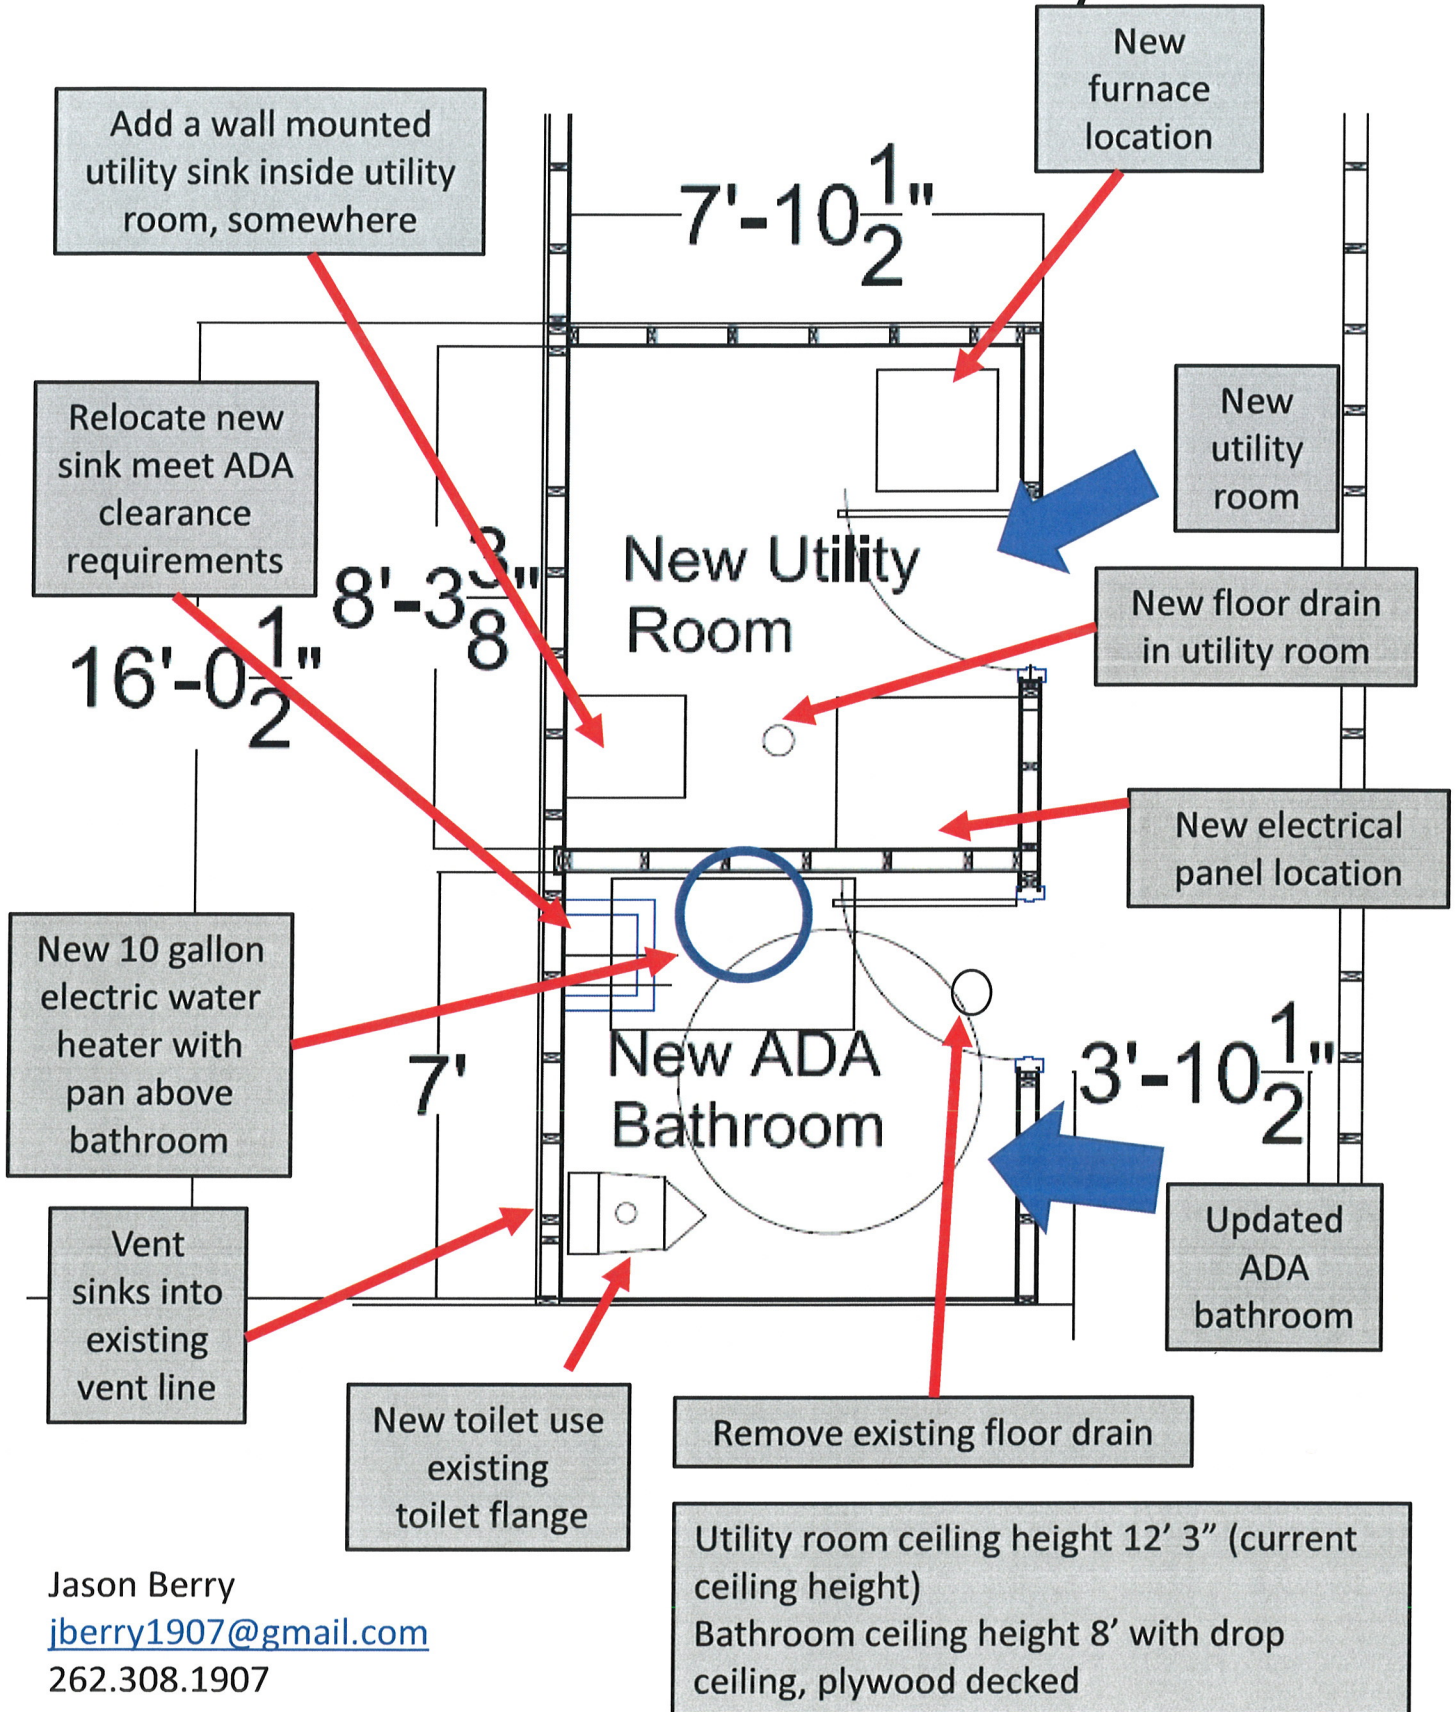 New
furnace
location
Add a wall mounted
utility sink inside utility
room, somewhere
7'-10 1/2"
Relocate new
sink meet ADA
clearance
requirements
New
utility
room
8'-3 3/8"
New Utility
Room
New floor drain
in utility room
16'-0 1/2"
New electrical
panel location
New 10 gallon
electric water
heater with
pan above
bathroom
7'
New ADA
Bathroom
3'-10 1/2"
Vent
sinks into
existing
vent line
Updated
ADA
bathroom
New toilet use
existing
toilet flange
Remove existing floor drain
Utility room ceiling height 12' 3" (current
ceiling height)
Bathroom ceiling height 8' with drop
ceiling, plywood decked
Jason Berry
jberry1907@gmail.com
262.308.1907